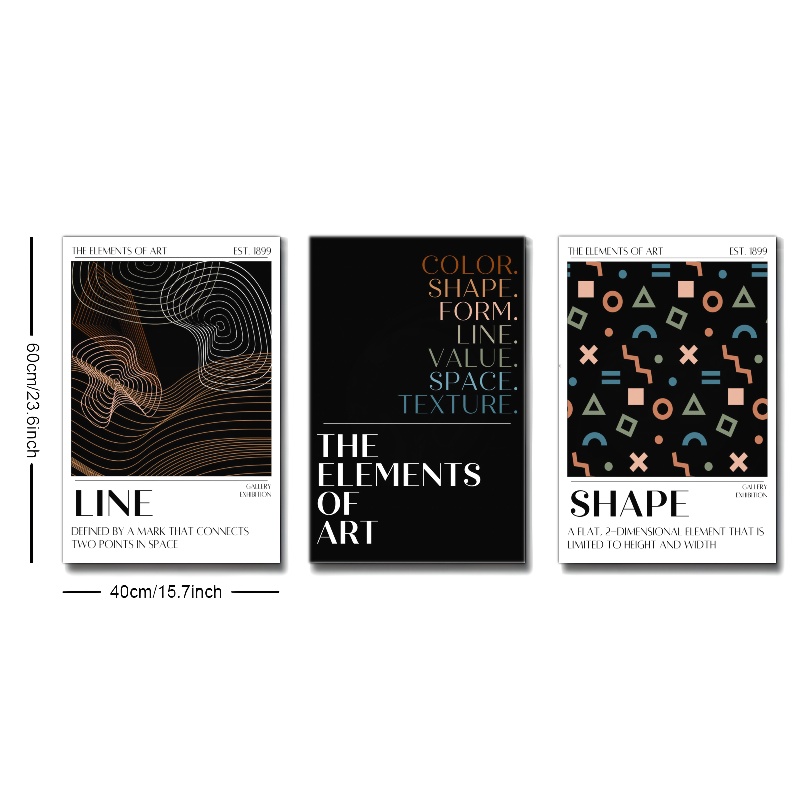 60cm/23.6inch
THE ELEMENTS OF ART
EST. 1899
LINE
GALLERY
EXHIBITION
DEFINED BY A MARK THAT CONNECTS
TWO POINTS IN SPACE
40cm/15.7inch
COLOR.
SHAPE.
FORM.
LINE.
VALUE.
SPACE.
TEXTURE.
THE
ELEMENTS
OF
ART
THE ELEMENTS OF ART
EST. 1899
SHAPE
GALLERY
EXHIBITION
A FLAT, 2-DIMENSIONAL ELEMENT THAT IS
LIMITED TO HEIGHT AND WIDTH